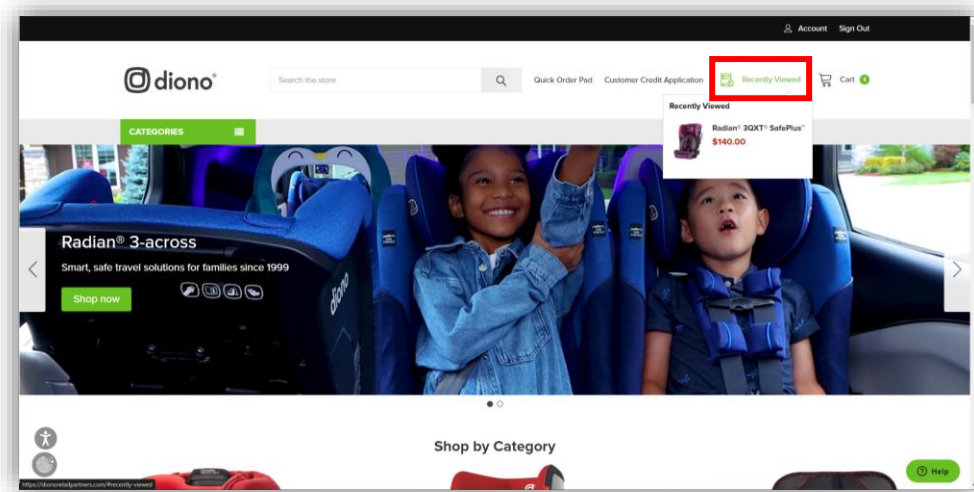 Account Sign Out
diono®
Search the store
Quick Order Pad Customer Credit Application Recently Viewed Cart
Recently Viewed
Radian® 3QXT® SafePlus™
$140.00
CATEGORIES
Radian® 3-across
Smart, safe travel solutions for families since 1999
Shop now
diono
Shop by Category
Help
https://dionoretailpartners.com/#recently-viewed